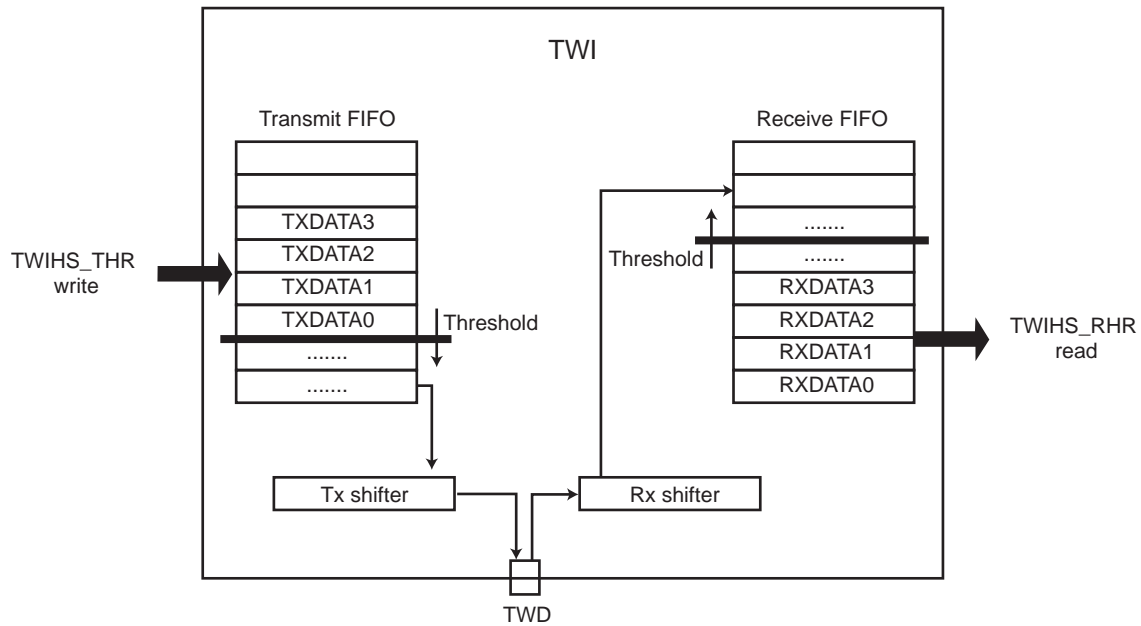 TWI
Transmit FIFO
Receive FIFO
TXDATA3
TXDATA2
TXDATA1
TXDATA0
.......
.......
TWIHS_THR
write
Threshold
.......
.......
RXDATA3
RXDATA2
RXDATA1
RXDATA0
Threshold
TWIHS_RHR
read
Tx shifter
Rx shifter
TWD